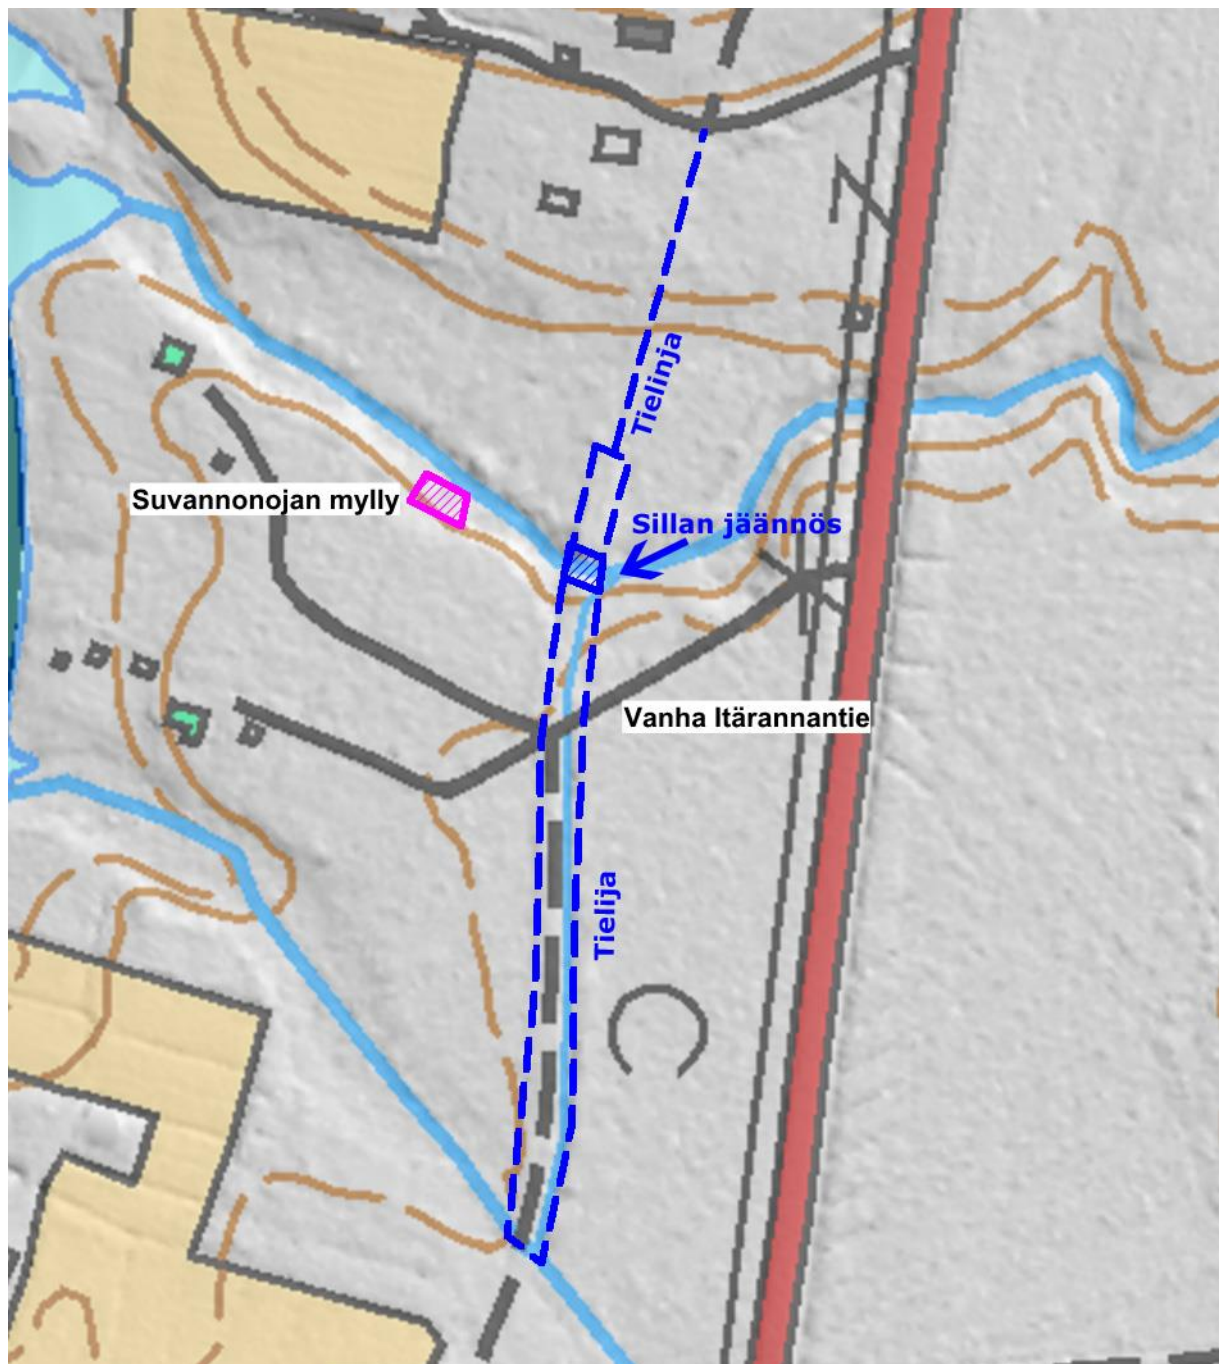 Tielinja
Suvannonojan mylly
Sillan jäännös
Vanha Itärannantie
Tielija